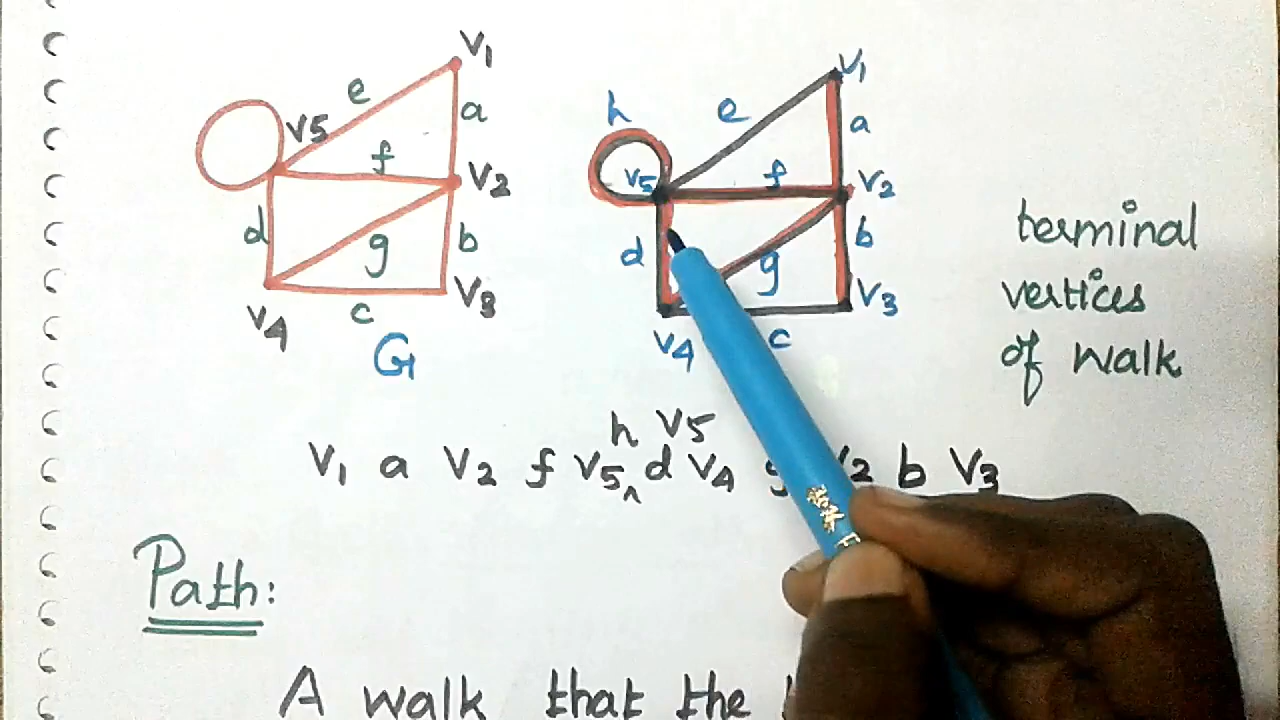 V1
e
a
V5
f
V2
d
g
b
V4
c
V3
G
V1
h
e
a
V5
f
V2
d
g
b
V4
c
V3
terminal
vertices
of walk
h V5
V1 a V2 f V5 ^ d V4 g V2 b V3
Path:
A walk that the